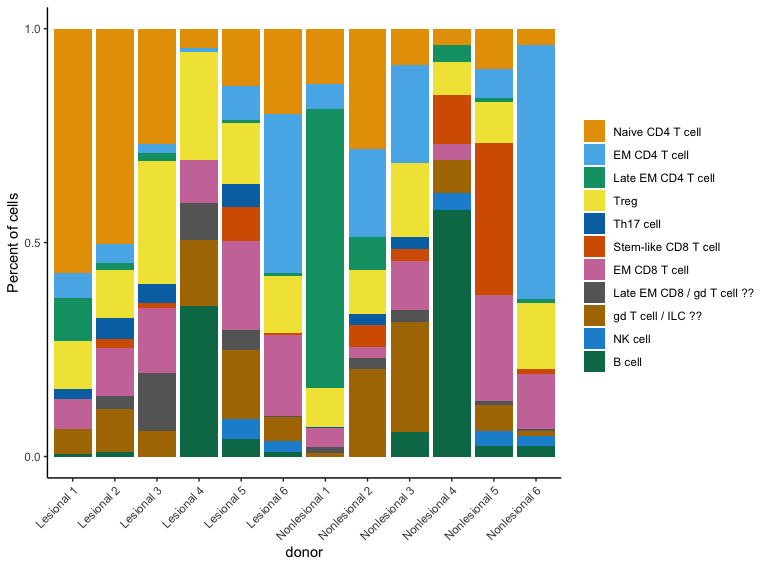 1.0
0.5
0.0
Percent of cells
Lesional 1
Lesional 2
Lesional 3
Lesional 4
Lesional 5
Lesional 6
Nonlesional 1
Nonlesional 2
Nonlesional 3
Nonlesional 4
Nonlesional 5
Nonlesional 6
donor
Naive CD4 T cell
EM CD4 T cell
Late EM CD4 T cell
Treg
Th17 cell
Stem-like CD8 T cell
EM CD8 T cell
Late EM CD8 / gd T cell ??
gd T cell / ILC ??
NK cell
B cell